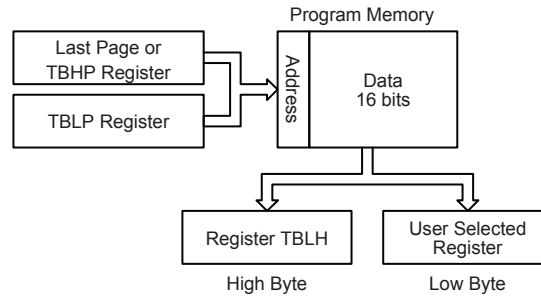 Program Memory
Last Page or
TBHP Register
TBLP Register
Address
Data
16 bits
Register TBLH
User Selected
Register
High Byte
Low Byte